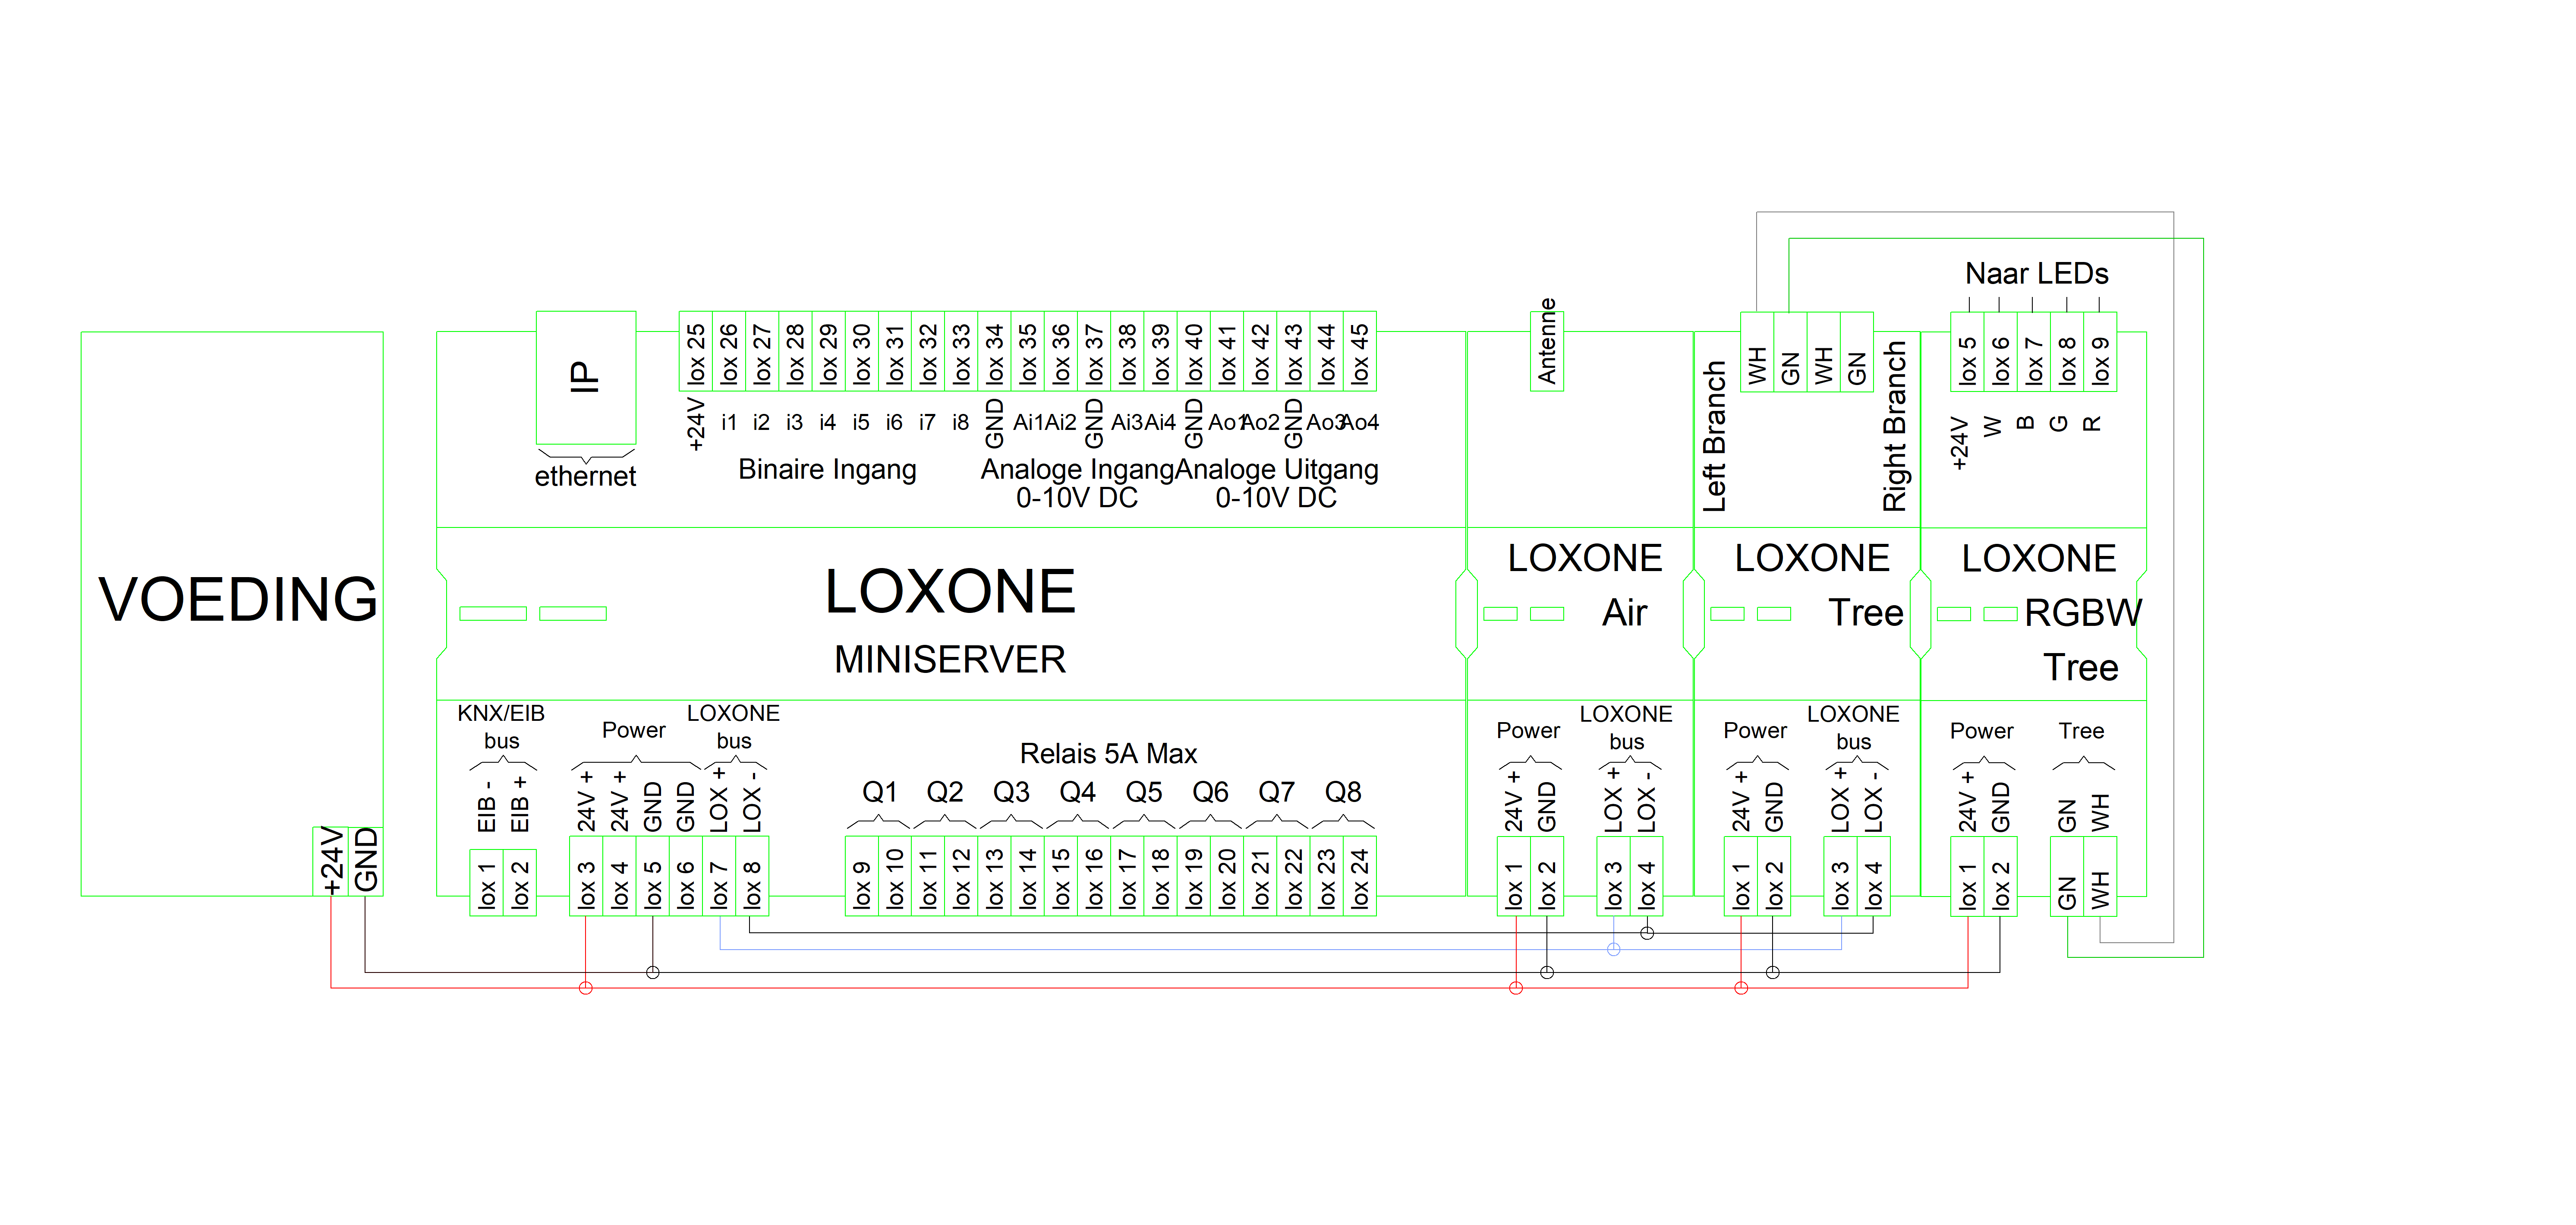 Naar LEDs
IP
lox 25 lox 26 lox 27 lox 28 lox 29 lox 30 lox 31 lox 32 lox 33 lox 34 lox 35 lox 36 lox 37 lox 38 lox 39 lox 40 lox 41 lox 42 lox 43 lox 44 lox 45
Antenne
WH GN WH GN
lox 5 lox 6 lox 7 lox 8 lox 9
+24V i1 i2 i3 i4 i5 i6 i7 i8 GND Ai1 Ai2 GND Ai3 Ai4 GND Ao1 Ao2 GND Ao3 Ao4
Left Branch
Right Branch
+24V W B G R
ethernet
Binaire Ingang
Analoge Ingang
0-10V DC
Analoge Uitgang
0-10V DC
VOEDING
LOXONE
MINISERVER
LOXONE
Air
LOXONE
Tree
LOXONE
RGBW
Tree
+24V GND
KNX/EIB
bus
Power
LOXONE
bus
EIB - EIB + 24V + 24V + GND GND LOX + LOX -
Relais 5A Max
Q1 Q2 Q3 Q4 Q5 Q6 Q7 Q8
lox 1 lox 2 lox 3 lox 4 lox 5 lox 6 lox 7 lox 8 lox 9 lox 10 lox 11 lox 12 lox 13 lox 14 lox 15 lox 16 lox 17 lox 18 lox 19 lox 20 lox 21 lox 22 lox 23 lox 24
Power
LOXONE
bus
24V + GND LOX + LOX -
lox 1 lox 2 lox 3 lox 4
Power
LOXONE
bus
24V + GND LOX + LOX -
lox 1 lox 2 lox 3 lox 4
Power
Tree
24V + GND GN WH
lox 1 lox 2 GN WH